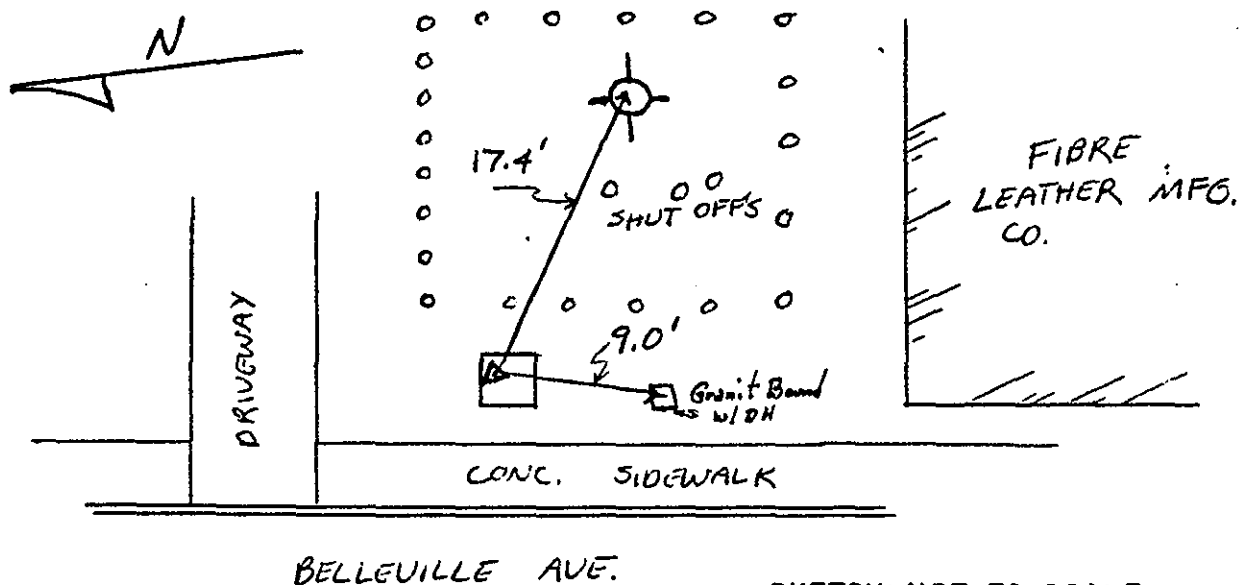 N
17.4'
SHUT OFFS
FIBRE
LEATHER MFG.
CO.
DRIVEWAY
9.0'
Granit Bound
w/DH
CONC. SIDEWALK
BELLEVILLE AVE.